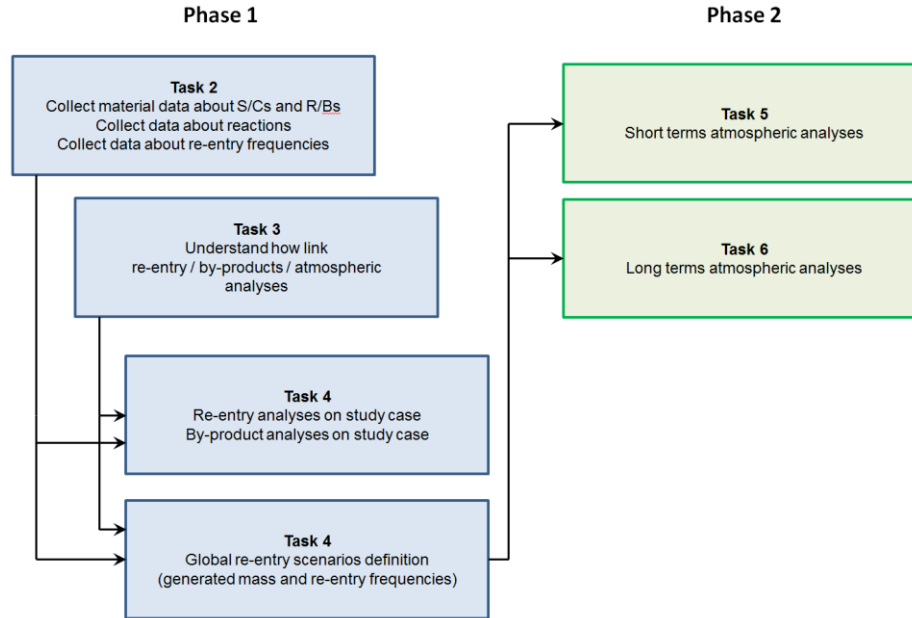 Phase 1
Task 2
Collect material data about S/Cs and R/Bs
Collect data about reactions
Collect data about re-entry frequencies
Task 3
Understand how link
re-entry / by-products / atmospheric
analyses
Task 4
Re-entry analyses on study case
By-product analyses on study case
Task 4
Global re-entry scenarios definition
(generated mass and re-entry frequencies)
Phase 2
Task 5
Short terms atmospheric analyses
Task 6
Long terms atmospheric analyses